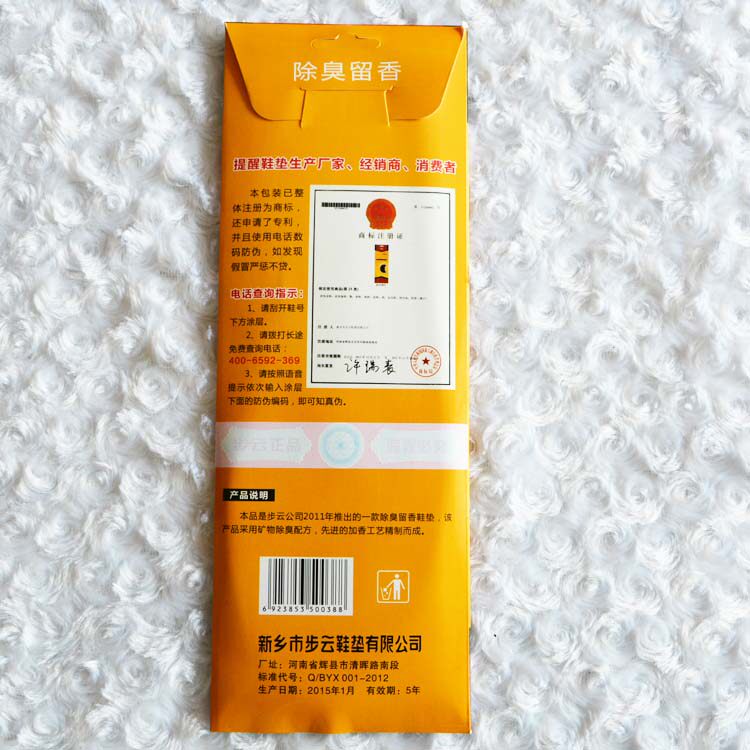 除臭留香
提醒鞋垫生产厂家、经销商、消费者
本包装已整
体注册为商标，
还申请了专利，
并且使用电话数
码防伪，如发现
假冒严惩不贷。
商标注册证
电话查询指示：
1、请刮开鞋号
下方涂层。
2、请拨打长途
免费查询电话：
400-6592-369
3、请按照语音
提示依次输入涂层
下面的防伪编码，即可知真伪。
许瑞表
步云正品
产品说明
本品是步云公司2011年推出的一款除臭留香鞋垫，该
产品采用矿物除臭配方，先进的加香工艺精制而成。
6 923853 500388
新乡市步云鞋垫有限公司
厂址：河南省辉县市清晖路南段
标准代号：Q/BYX 001-2012
生产日期：2015年1月 有效期：5年